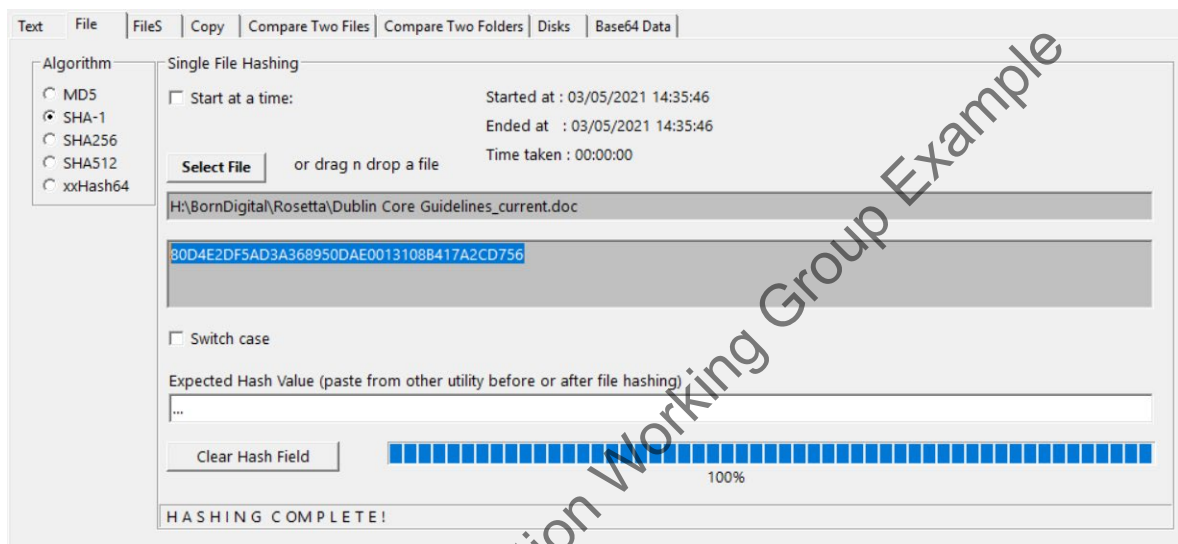 Text File FileS Copy Compare Two Files Compare Two Folders Disks Base64 Data
Algorithm
MD5
SHA-1
SHA256
SHA512
xxHash64
Single File Hashing
Start at a time:
Started at : 03/05/2021 14:35:46
Ended at : 03/05/2021 14:35:46
Time taken : 00:00:00
Select File or drag n drop a file
H:\BornDigital\Rosetta\Dublin Core Guidelines_current.doc
80D4E2DF5AD3A368950DAE0013108B417A2CD756
Switch case
Expected Hash Value (paste from other utility before or after file hashing)
...
Clear Hash Field
100%
HASHING COMPLETE!
Working Group Example